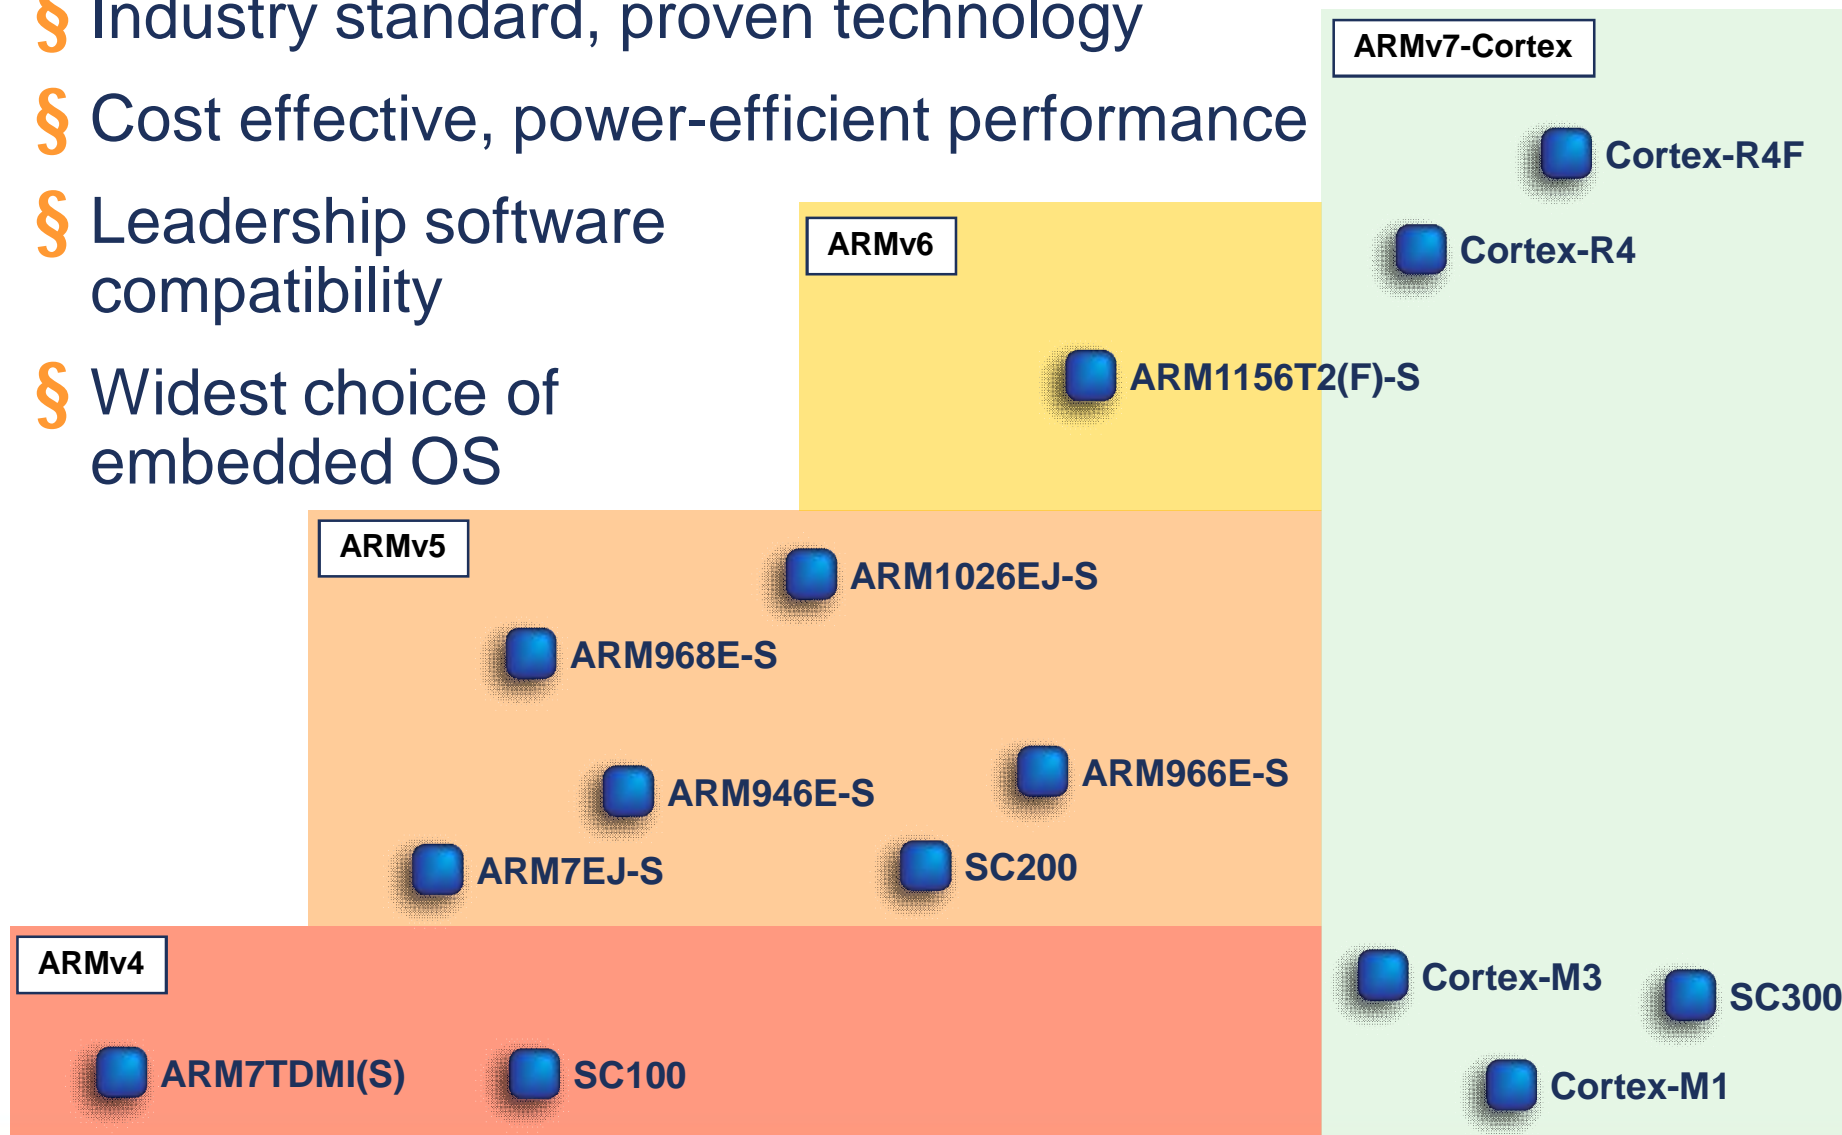 § Industry standard, proven technology
§ Cost effective, power-efficient performance
§ Leadership software
compatibility
§ Widest choice of
embedded OS
ARMv7-Cortex
Cortex-R4F
Cortex-R4
ARMv6
ARM1156T2(F)-S
ARMv5
ARM1026EJ-S
ARM968E-S
ARM966E-S
ARM946E-S
ARM7EJ-S
SC200
ARMv4
ARM7TDMI(S)
SC100
Cortex-M3
SC300
Cortex-M1